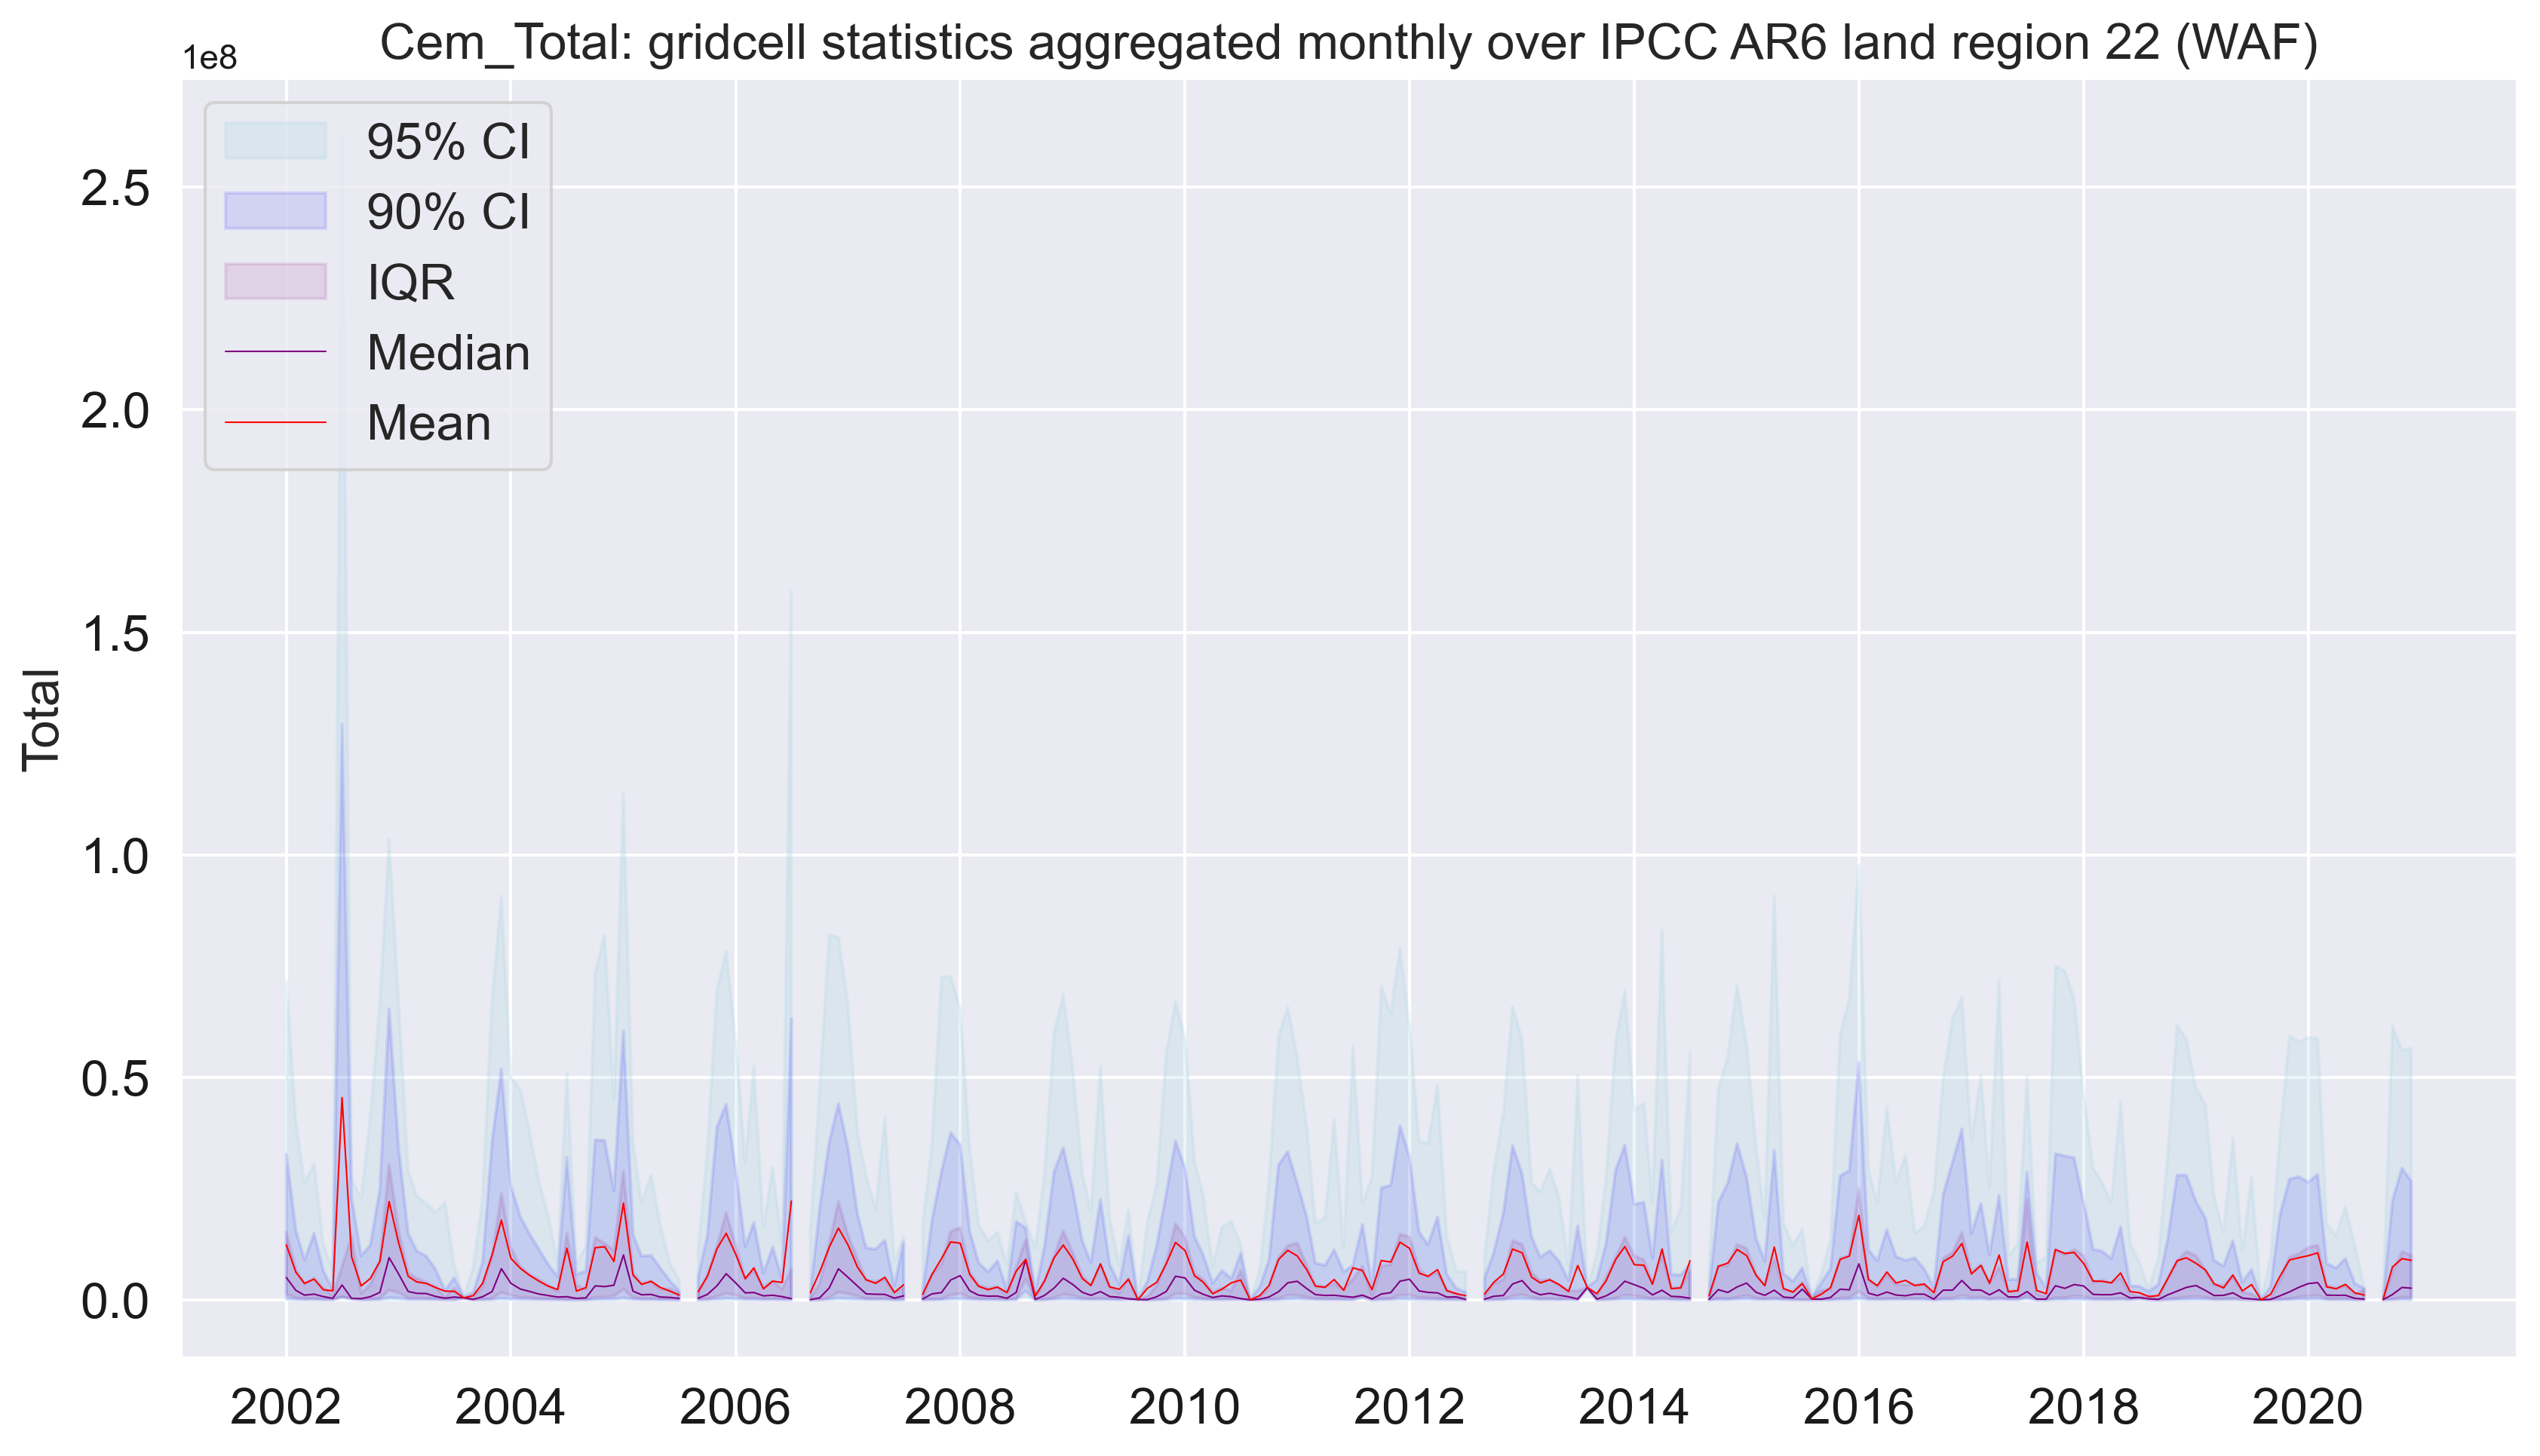 Cem_Total: gridcell statistics aggregated monthly over IPCC AR6 land region 22 (WAF)
1e8
95% CI
90% CI
IQR
Median
Mean
2.5
2.0
1.5
1.0
0.5
0.0
Total
2002 2004 2006 2008 2010 2012 2014 2016 2018 2020